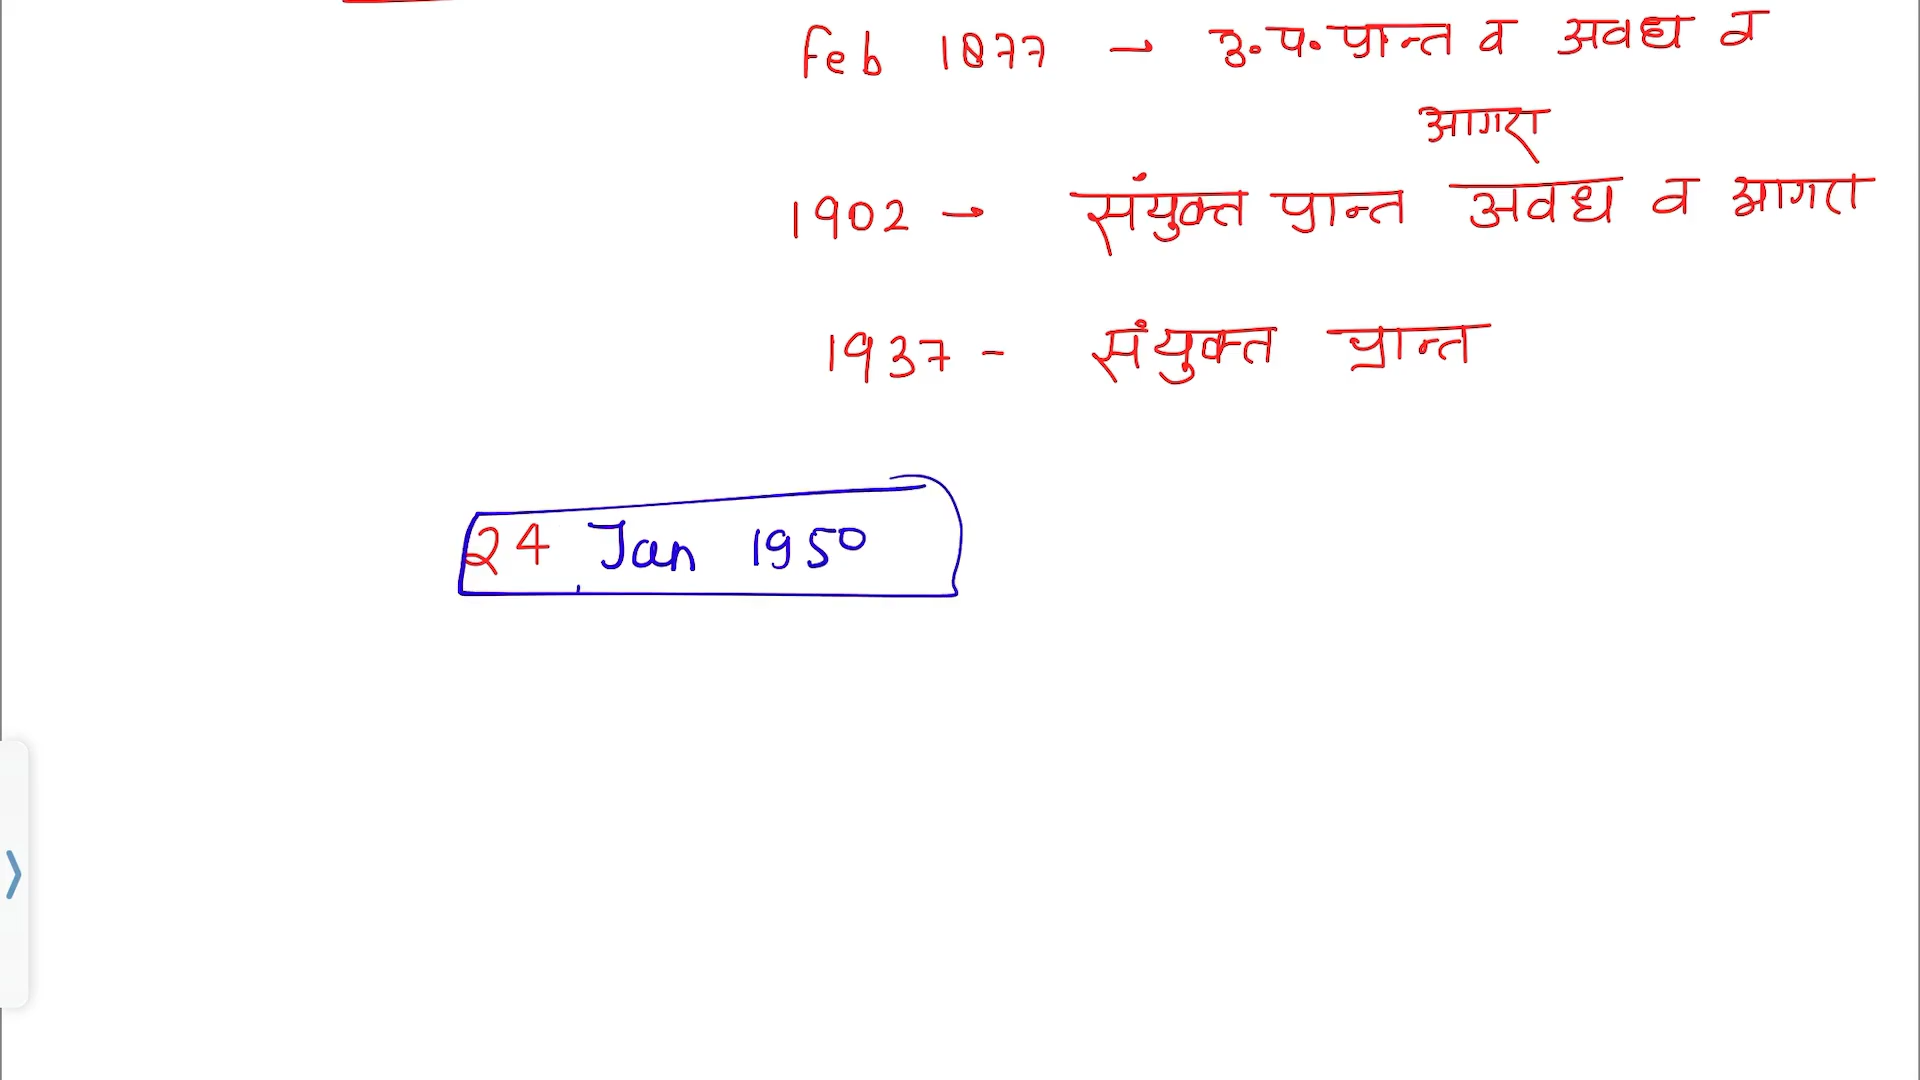 Feb 1877 → उ.प.प्रान्त व अवध व
आगरा
1902 → संयुक्त प्रान्त अवध व आगरा
1937 - संयुक्त प्रान्त
24 Jan 1950